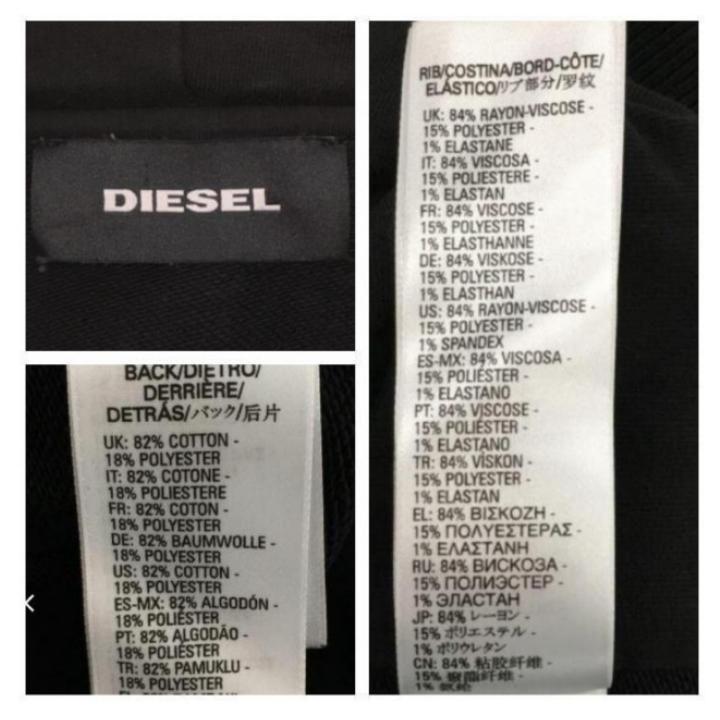 DIESEL
BACK/DIETRO/
DERRIÈRE/
DETRÁS/バック/后片
UK: 82% COTTON -
18% POLYESTER
IT: 82% COTONE -
18% POLIESTERE
FR: 82% COTON -
18% POLYESTER
DE: 82% BAUMWOLLE -
18% POLYESTER
US: 82% COTTON -
18% POLYESTER
ES-MX: 82% ALGODÓN -
18% POLIÉSTER
PT: 82% ALGODÃO -
18% POLIÉSTER
TR: 82% PAMUKLU -
18% POLYESTER
RIB/COSTINA/BORD-CÔTE/
ELÁSTICO/リブ部分/罗纹
UK: 84% RAYON-VISCOSE -
15% POLYESTER -
1% ELASTANE
IT: 84% VISCOSA -
15% POLIESTERE -
1% ELASTAN
FR: 84% VISCOSE -
15% POLYESTER -
1% ELASTHANNE
DE: 84% VISKOSE -
15% POLYESTER -
1% ELASTHAN
US: 84% RAYON-VISCOSE -
15% POLYESTER -
1% SPANDEX
ES-MX: 84% VISCOSA -
15% POLIÉSTER -
1% ELASTANO
PT: 84% VISCOSE -
15% POLIÉSTER -
1% ELASTANO
TR: 84% VİSKON -
15% POLYESTER -
1% ELASTAN
EL: 84% ΒΙΣΚΟΖΗ -
15% ΠΟΛΥΕΣΤΕΡΑΣ -
1% ΕΛΑΣΤΑΝΗ
RU: 84% ВИСКОЗА -
15% ПОЛИЭСТЕР -
1% ЭЛАСТАН
JP: 84% レーヨン -
15% ポリエステル -
1% ポリウレタン
CN: 84% 粘胶纤维 -
15% 聚酯纤维 -
1%